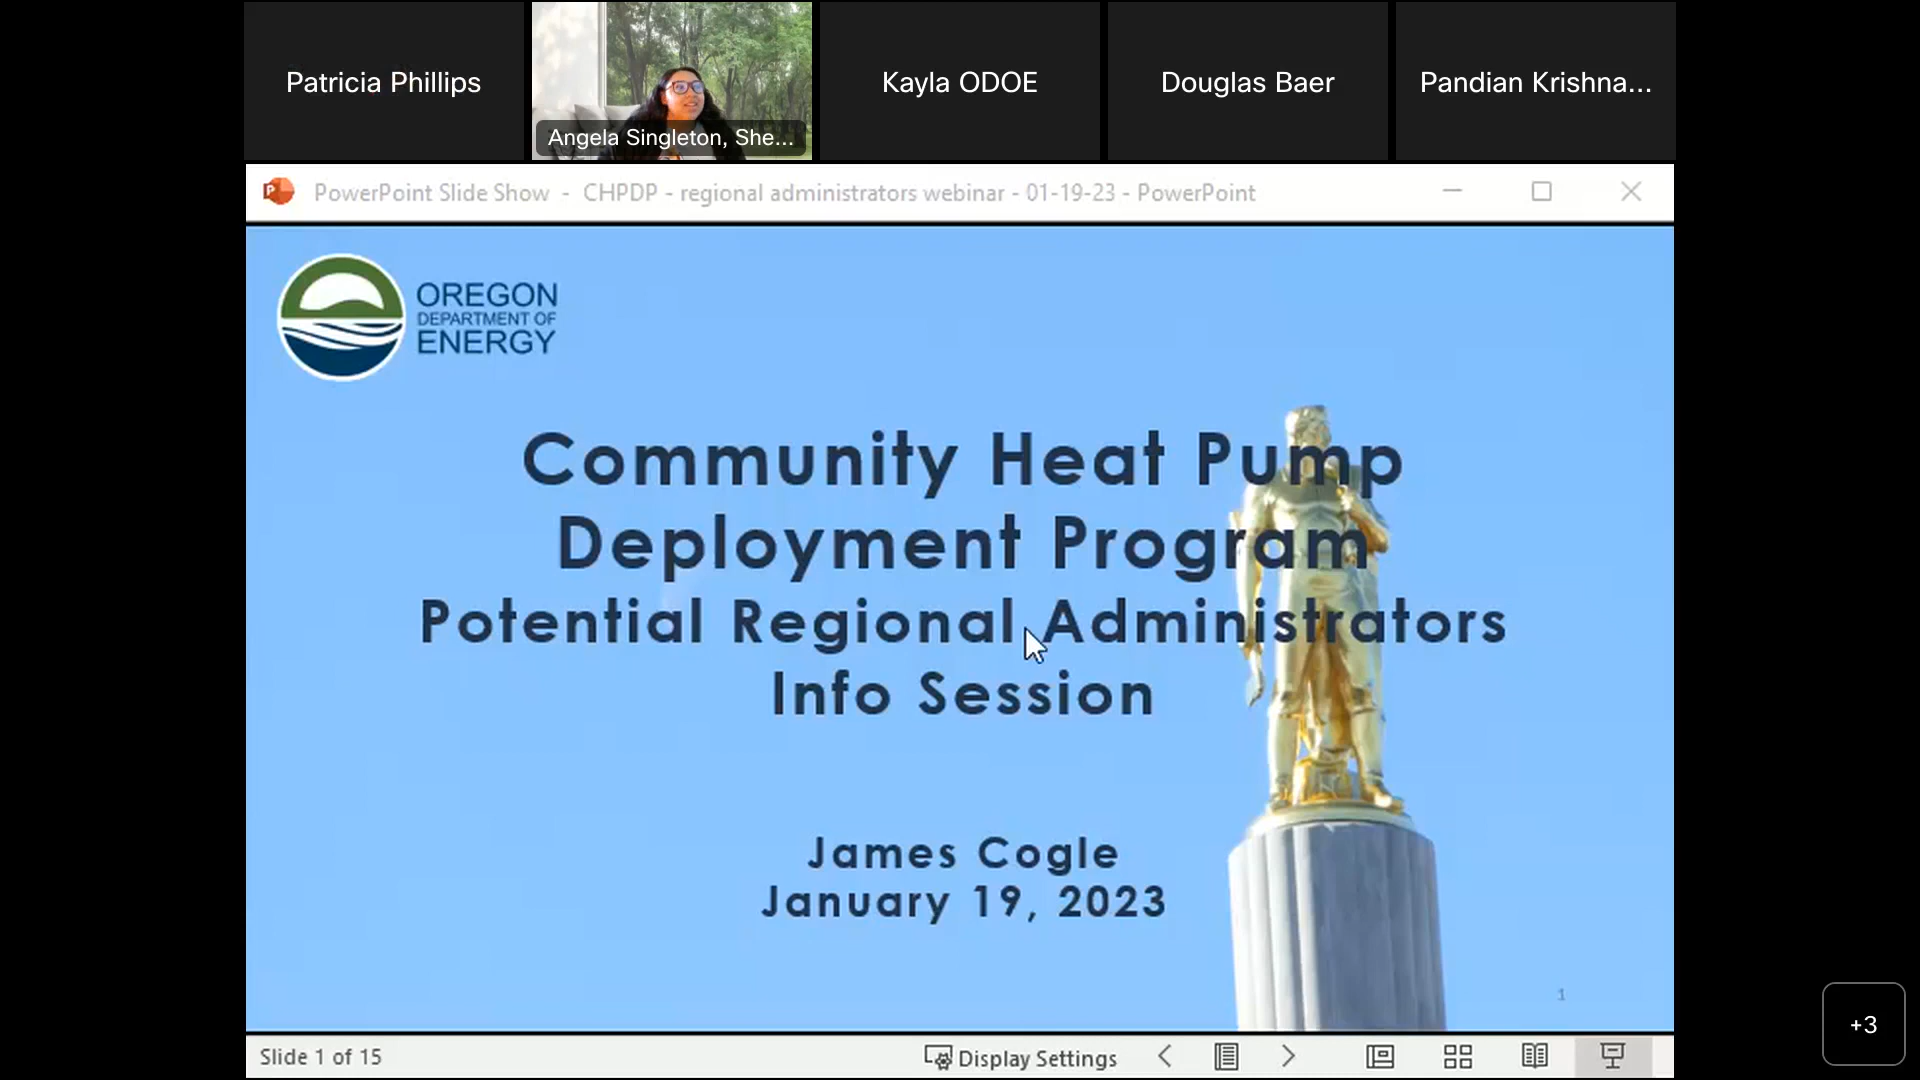 Patricia Phillips
Angela Singleton, She...
Kayla ODOE
Douglas Baer
Pandian Krishna...
PowerPoint Slide Show - CHPDP - regional administrators webinar - 01-19-23 - PowerPoint
OREGON
DEPARTMENT OF
ENERGY
Community Heat Pump
Deployment Program
Potential Regional Administrators
Info Session
James Cogle
January 19, 2023
1
+3
Slide 1 of 15
Display Settings